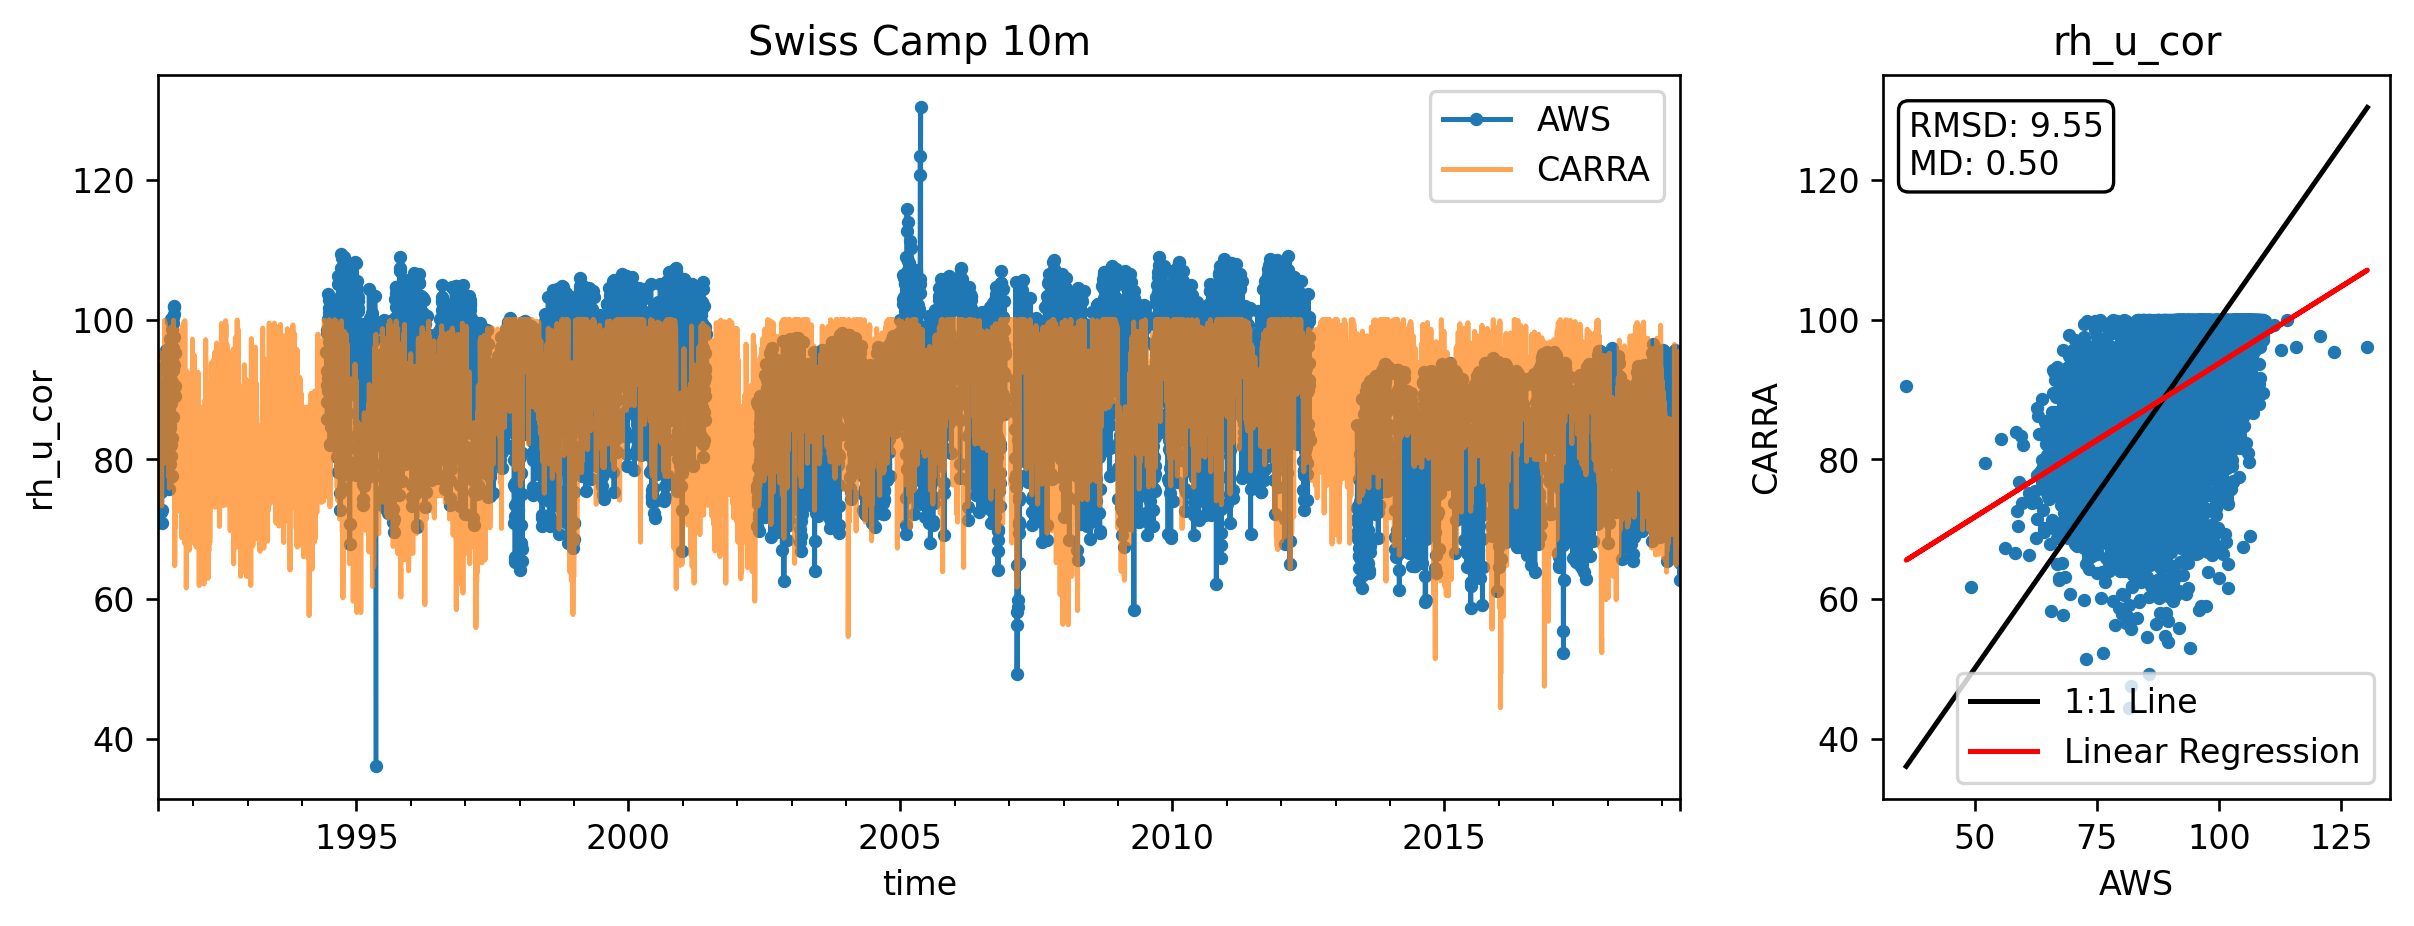 Swiss Camp 10m
rh_u_cor
120
100
80
60
40
AWS
CARRA
1995
2000
2005
2010
2015
time
rh_u_cor
CARRA
120
100
80
60
40
RMSD: 9.55
MD: 0.50
1:1 Line
Linear Regression
50
75
100
125
AWS